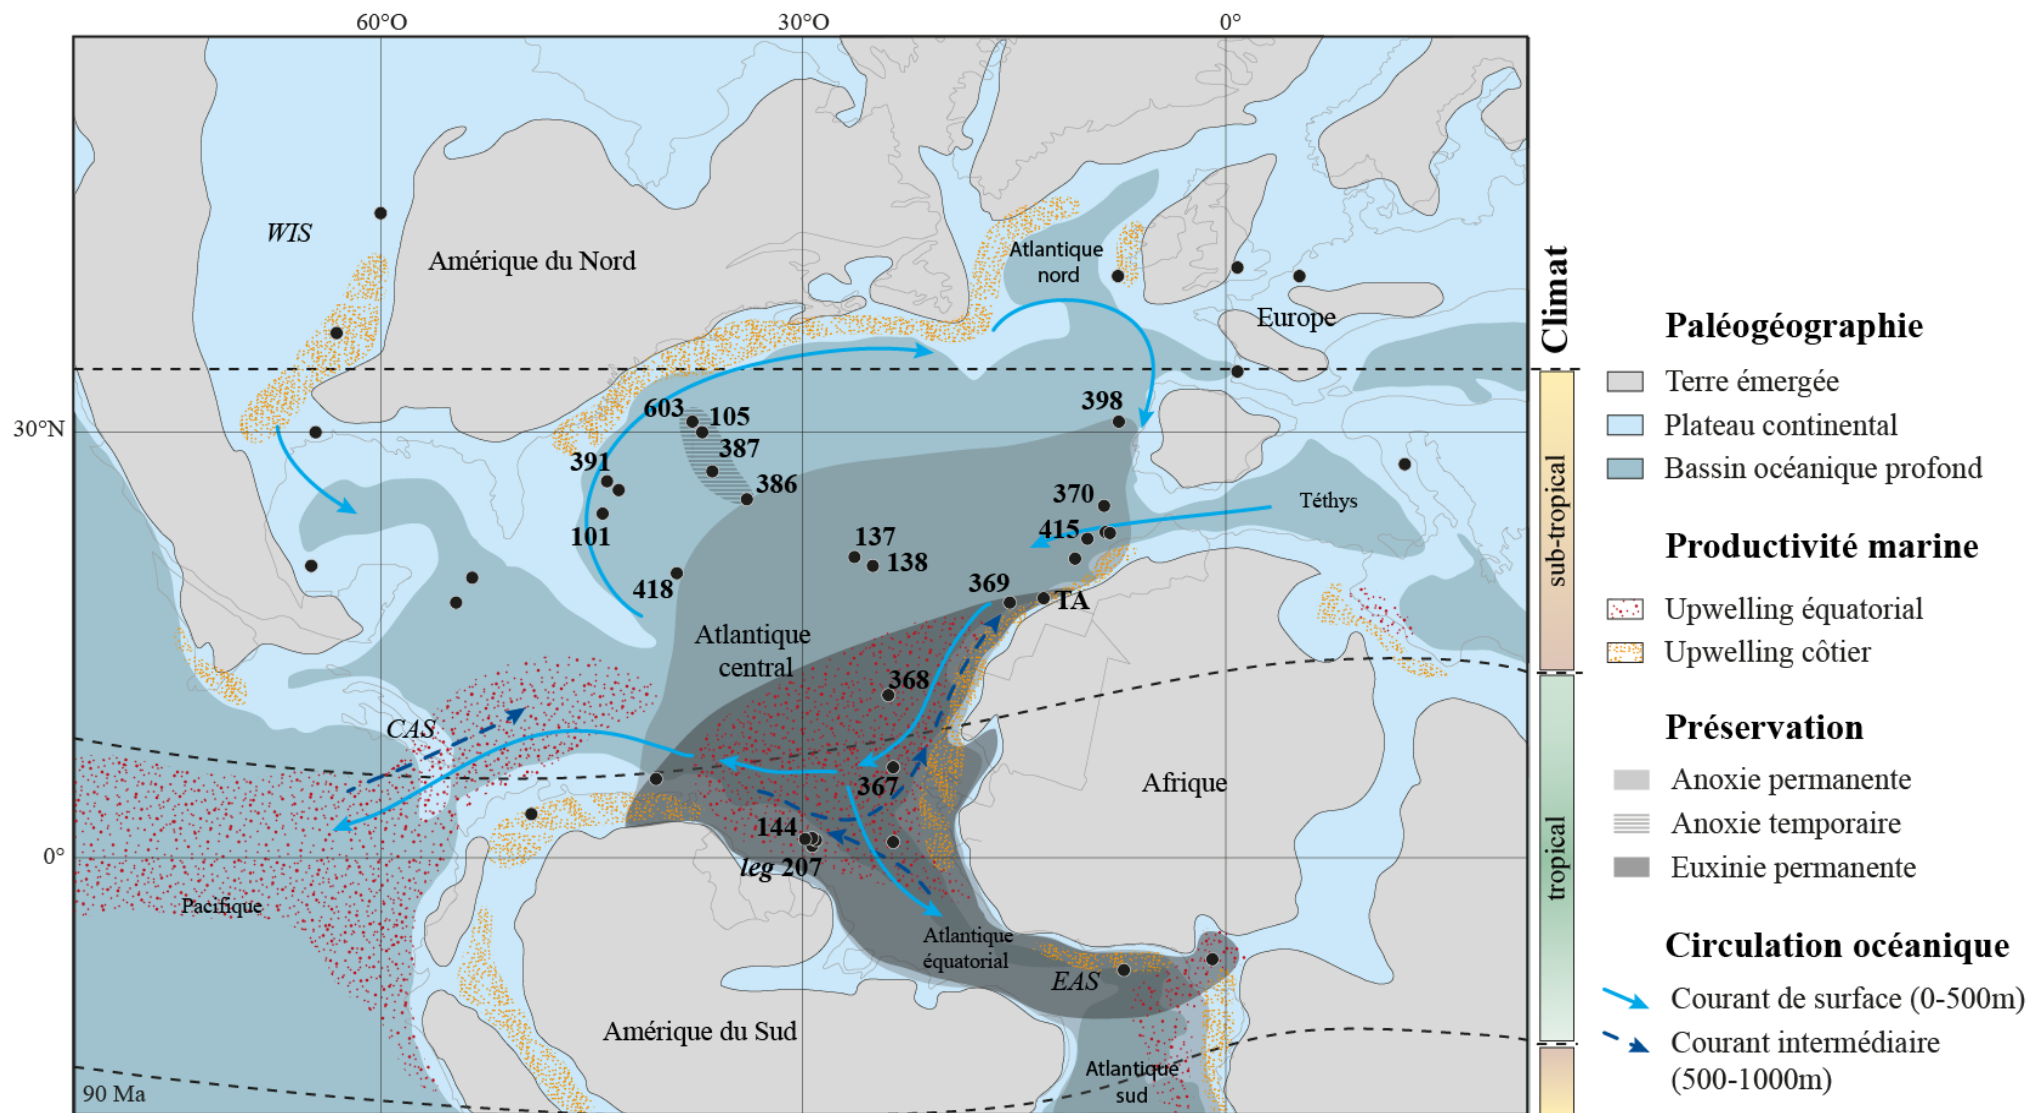 60°O
30°O
0°
WIS
Amérique du Nord
Atlantique
nord
Europe
Climat
Paléogéographie
Terre émergée
Plateau continental
Bassin océanique profond
30°N
603
105
398
387
391
386
370
Téthys
101
415
137
138
418
369
TA
sub-tropical
Productivité marine
Upwelling équatorial
Upwelling côtier
Atlantique
central
368
CAS
367
Afrique
Préservation
Anoxie permanente
Anoxie temporaire
Euxinie permanente
144
0°
leg 207
tropical
Pacifique
Atlantique
équatorial
EAS
Amérique du Sud
Atlantique
sud
90 Ma
Circulation océanique
Courant de surface (0-500m)
Courant intermédiaire
(500-1000m)